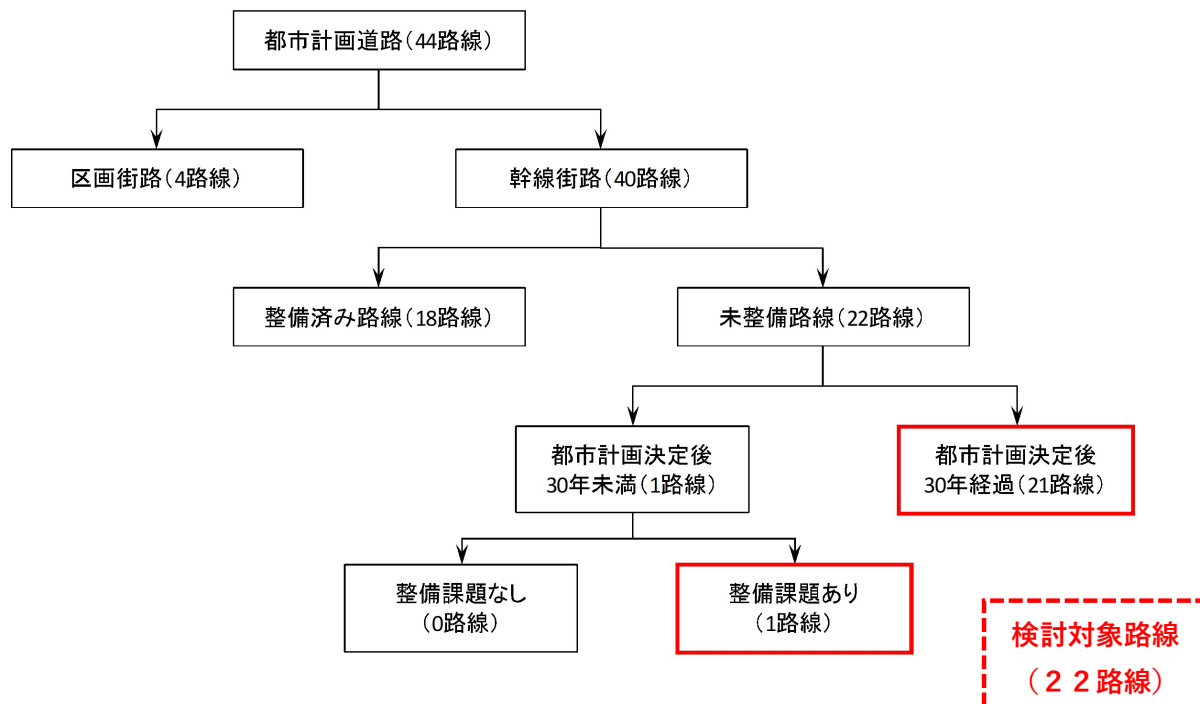 都市計画道路（44路線）
区画街路（4路線）
幹線街路（40路線）
整備済み路線（18路線）
未整備路線（22路線）
都市計画決定後
30年未満（1路線）
都市計画決定後
30年経過（21路線）
整備課題なし
（0路線）
整備課題あり
（1路線）
検討対象路線
（２２路線）